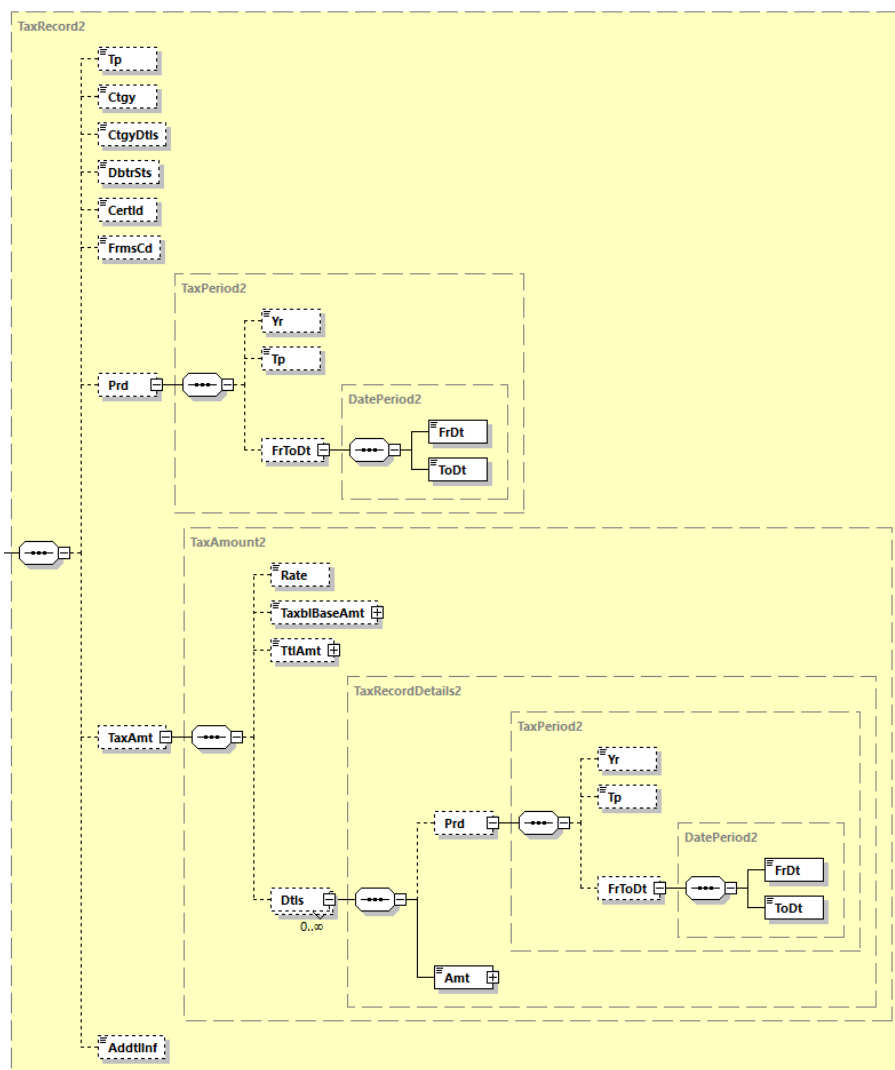 TaxRecord2
Tp
Ctgy
CtgyDtls
DbtrSts
CertId
FrmsCd
TaxPeriod2
Yr
Tp
Prd
DatePeriod2
FrDt
FrToDt
ToDt
TaxAmount2
Rate
TaxblBaseAmt
TtlAmt
TaxRecordDetails2
TaxPeriod2
TaxAmt
Yr
Tp
Prd
DatePeriod2
FrDt
FrToDt
Dtls
ToDt
0..∞
Amt
AddtlInf